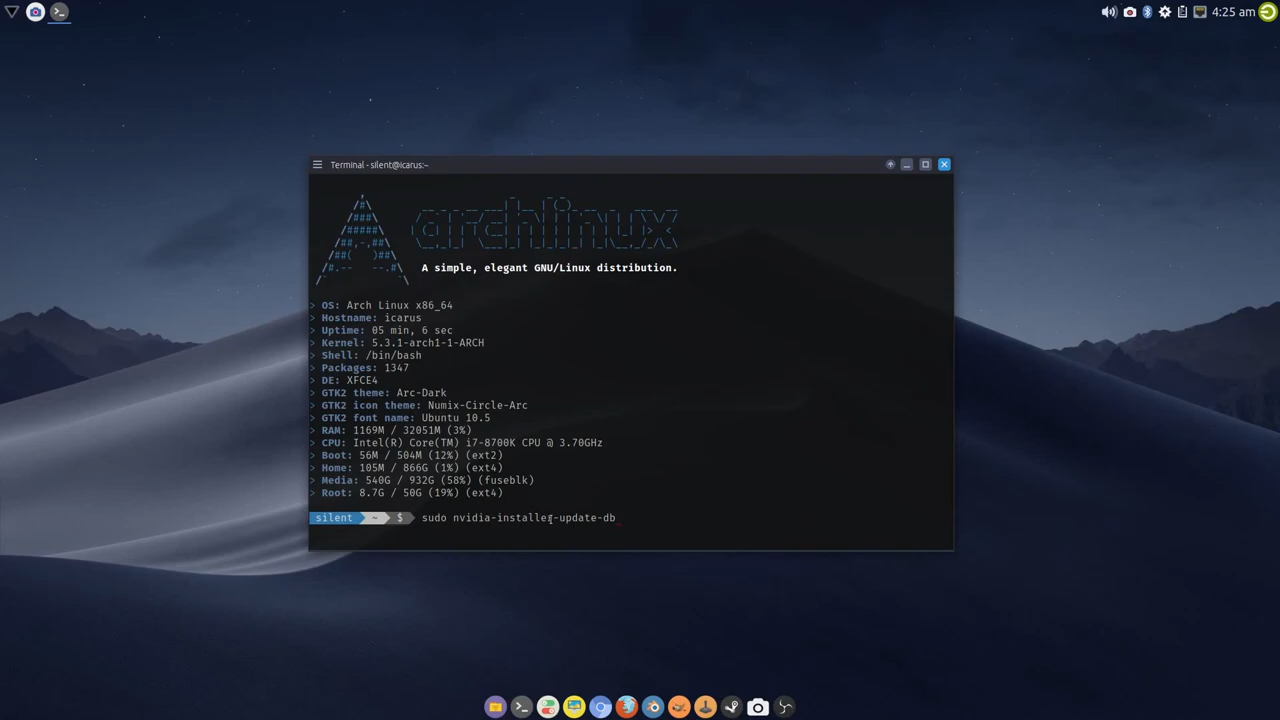 4:25 am
Terminal - silent@icarus:~
archlinux
A simple, elegant GNU/Linux distribution.
> OS: Arch Linux x86_64
> Hostname: icarus
> Uptime: 05 min, 6 sec
> Kernel: 5.3.1-arch1-1-ARCH
> Shell: /bin/bash
> Packages: 1347
> DE: XFCE4
> GTK2 theme: Arc-Dark
> GTK2 icon theme: Numix-Circle-Arc
> GTK2 font name: Ubuntu 10.5
> RAM: 1169M / 32051M (3%)
> CPU: Intel(R) Core(TM) i7-8700K CPU @ 3.70GHz
> Boot: 56M / 504M (12%) (ext2)
> Home: 105M / 866G (1%) (ext4)
> Media: 540G / 932G (58%) (fuseblk)
> Root: 8.7G / 50G (19%) (ext4)
silent ~ $ sudo nvidia-installer-update-db